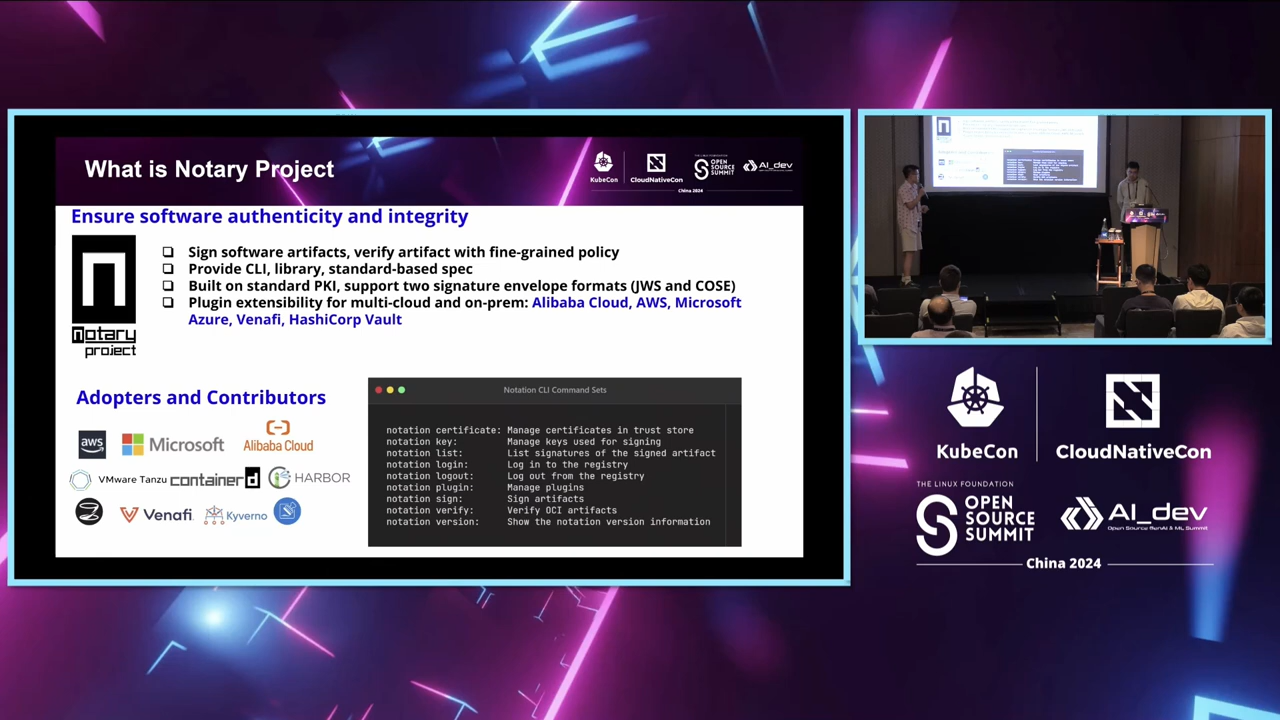 What is Notary Project
KubeCon
CloudNativeCon
THE LINUX FOUNDATION
OPEN
SOURCE
SUMMIT
AI_dev
China 2024
Ensure software authenticity and integrity
Sign software artifacts, verify artifact with fine-grained policy
Provide CLI, library, standard-based spec
Built on standard PKI, support two signature envelope formats (JWS and COSE)
Plugin extensibility for multi-cloud and on-prem: Alibaba Cloud, AWS, Microsoft
Azure, Venafi, HashiCorp Vault
notary
project
Adopters and Contributors
aws
Microsoft
Alibaba Cloud
VMware Tanzu
containerd
HARBOR
Venafi
Kyverno
Notation CLI Command Sets
notation certificate: Manage certificates in trust store
notation key: Manage keys used for signing
notation list: List signatures of the signed artifact
notation login: Log in to the registry
notation logout: Log out from the registry
notation plugin: Manage plugins
notation sign: Sign artifacts
notation verify: Verify OCI artifacts
notation version: Show the notation version information
KubeCon
CloudNativeCon
THE LINUX FOUNDATION
OPEN
SOURCE
SUMMIT
AI_dev
Open Source GenAI & ML Summit
China 2024